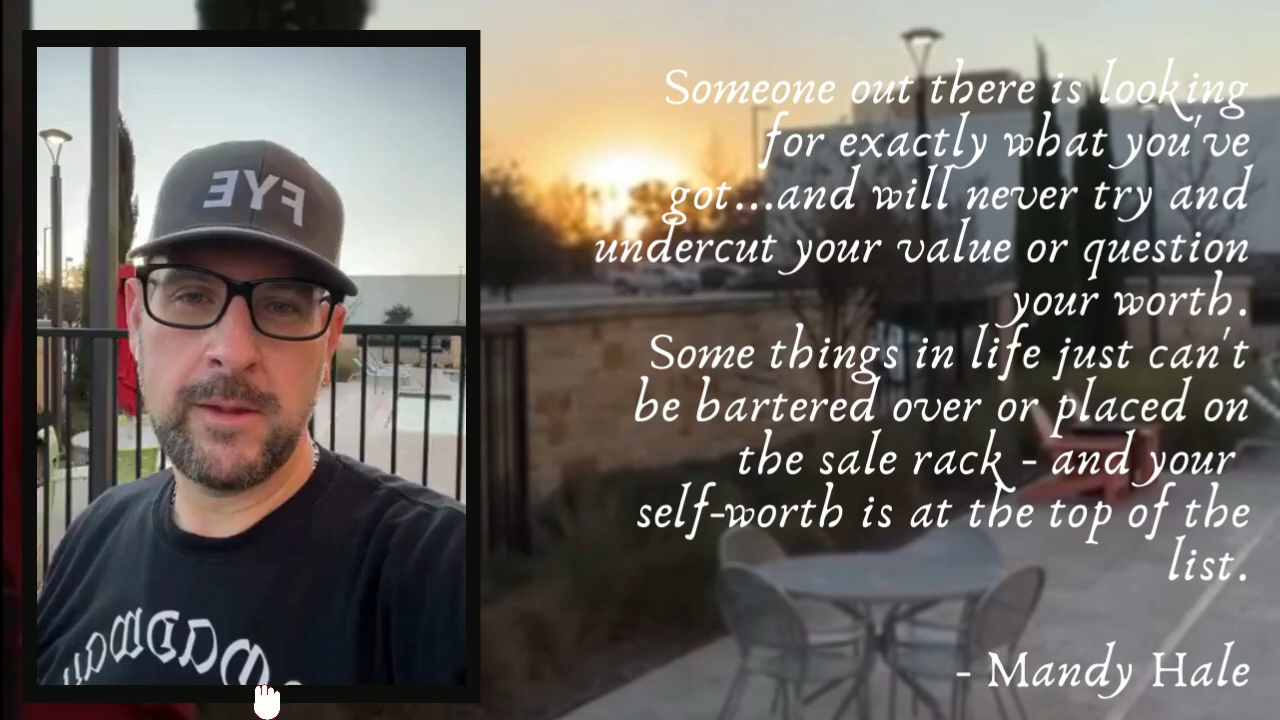 FYE
Someone out there is looking
for exactly what you've
got...and will never try and
undercut your value or question
your worth.
Some things in life just can't
be bartered over or placed on
the sale rack - and your
self-worth is at the top of the
list.
- Mandy Hale